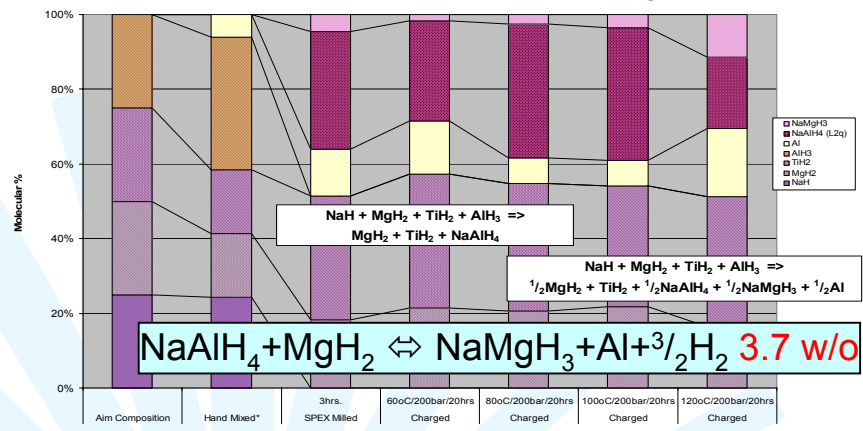 100%
80%
60%
40%
20%
0%
Molecular %
NaMgH3
NaAlH4 (L2q)
Al
AlH3
TiH2
MgH2
NaH
NaH + MgH₂ + TiH₂ + AlH₃ =>
MgH₂ + TiH₂ + NaAlH₄
NaH + MgH₂ + TiH₂ + AlH₃ =>
¹/₂MgH₂ + TiH₂ + ¹/₂NaAlH₄ + ¹/₂NaMgH₃ + ¹/₂Al
NaAlH₄+MgH₂ ⇔ NaMgH₃+Al+³/₂H₂ 3.7 w/o
Aim Composition
Hand Mixed*
3hrs.
SPEX Milled
60oC/200bar/20hrs
Charged
80oC/200bar/20hrs
Charged
100oC/200bar/20hrs
Charged
120oC/200bar/20hrs
Charged